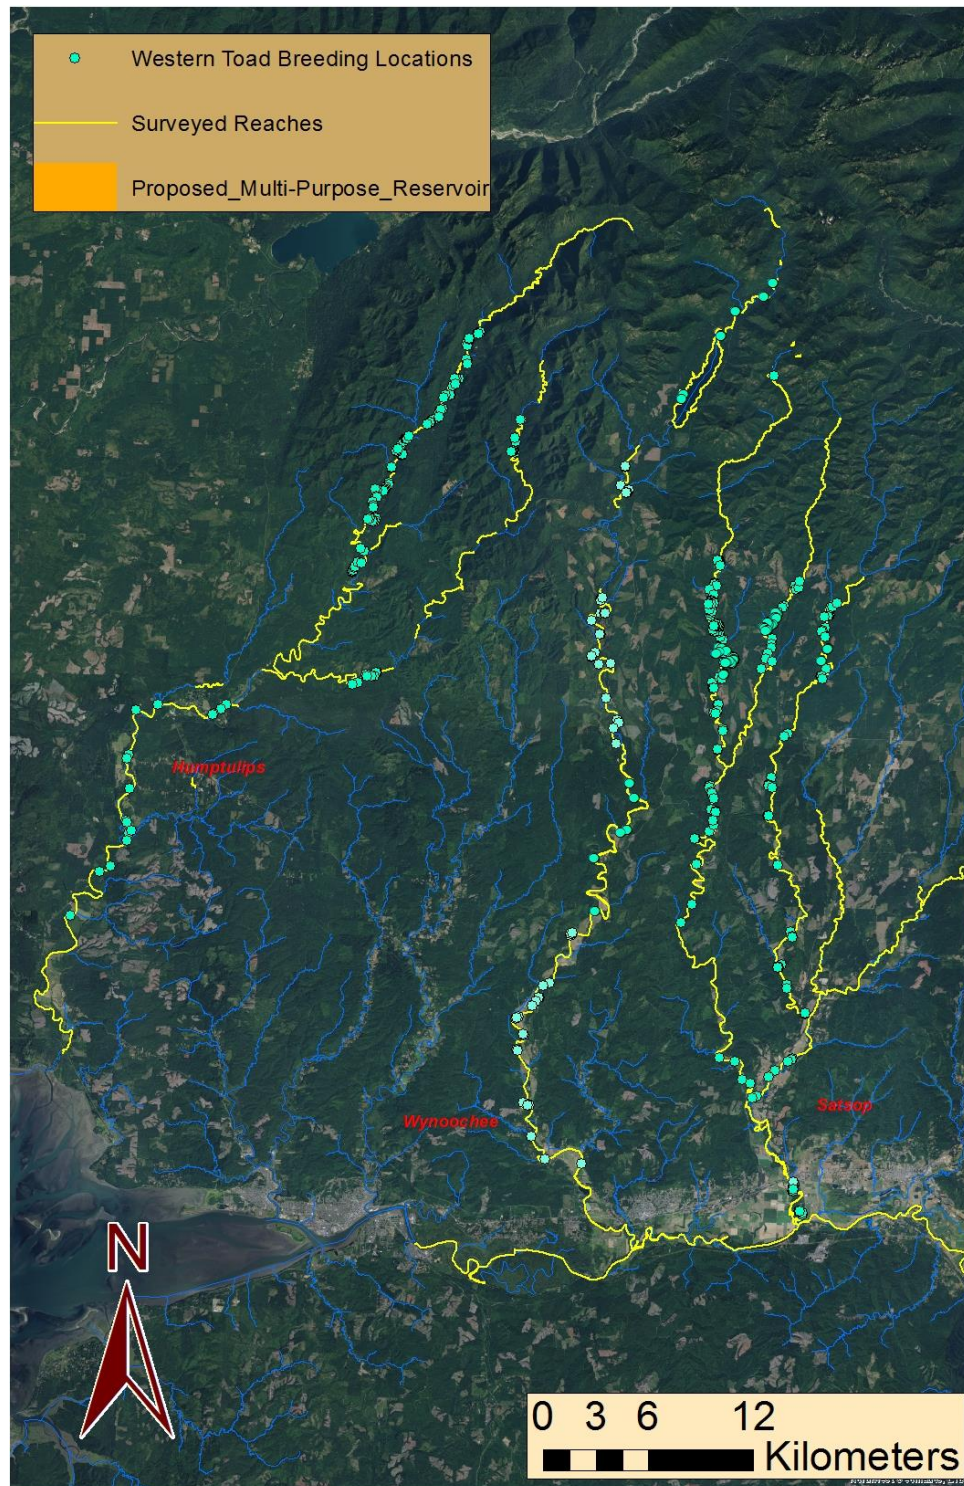 Western Toad Breeding Locations
Surveyed Reaches
Proposed_Multi-Purpose_Reservoir
Humptulips
Wynoochee
Satsop
N
0 3 6 12
Kilometers